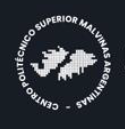 POLITÉCNICO SUPERIOR MALVINAS ARGENTINAS - CENTRO